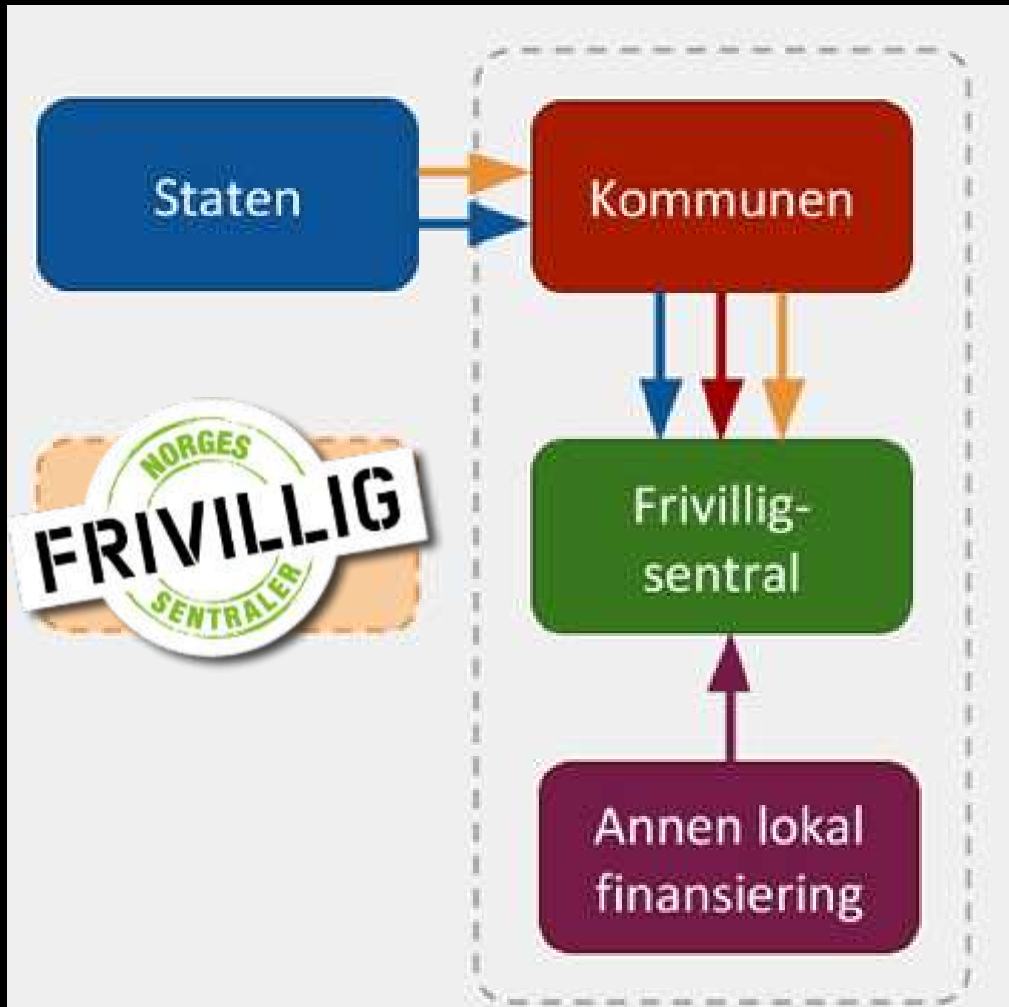 Staten
Kommunen
NORGES
FRIVILLIG
SENTRALER
Frivillig-
sentral
Annen lokal
finansiering